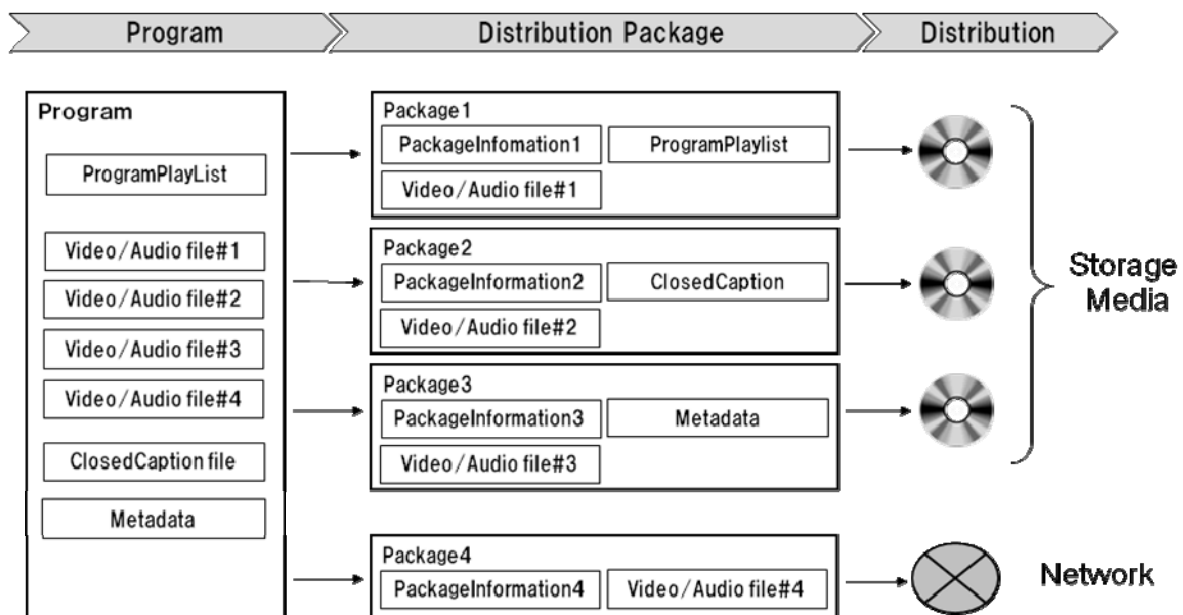 Program
Distribution Package
Distribution
Program
ProgramPlayList
Video/Audio file#1
Video/Audio file#2
Video/Audio file#3
Video/Audio file#4
ClosedCaption file
Metadata
Package1
PackageInfomation1
ProgramPlaylist
Video/Audio file#1
Package2
PackageInformation2
ClosedCaption
Video/Audio file#2
Package3
PackageInformation3
Metadata
Video/Audio file#3
Package4
PackageInformation4
Video/Audio file#4
Storage
Media
Network